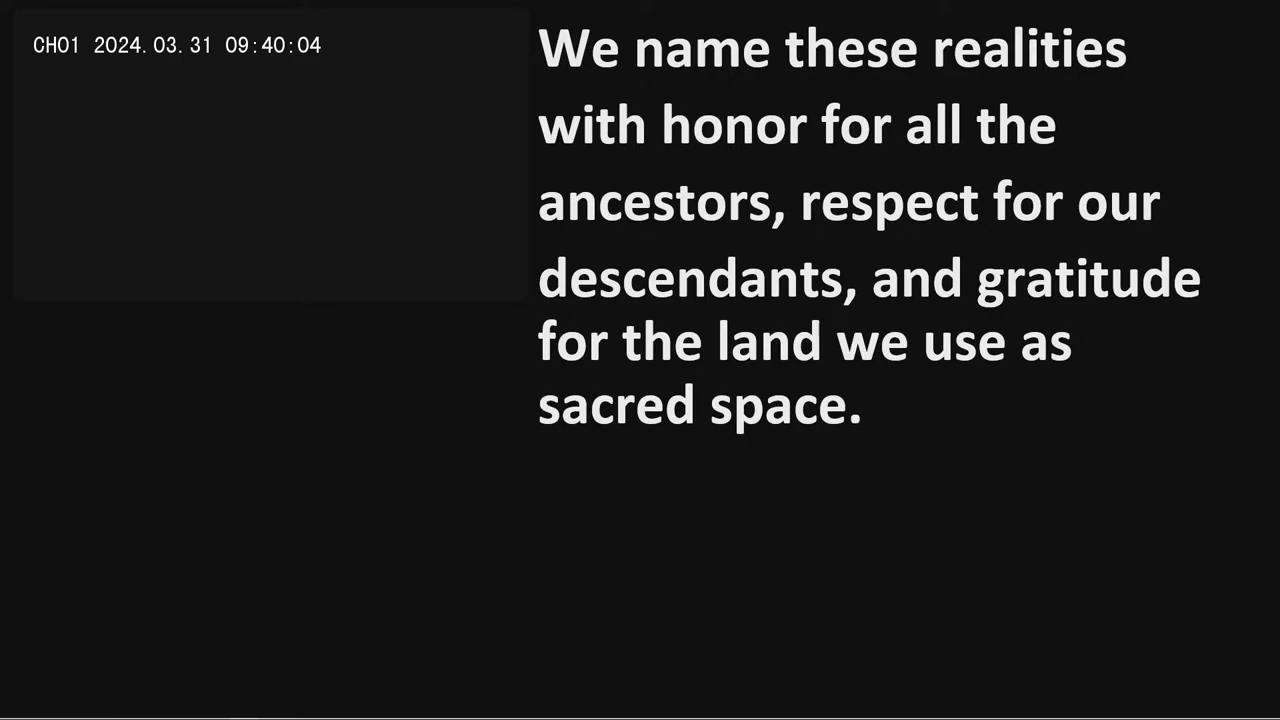 CH01 2024.03.31 09:40:04
We name these realities
with honor for all the
ancestors, respect for our
descendants, and gratitude
for the land we use as
sacred space.